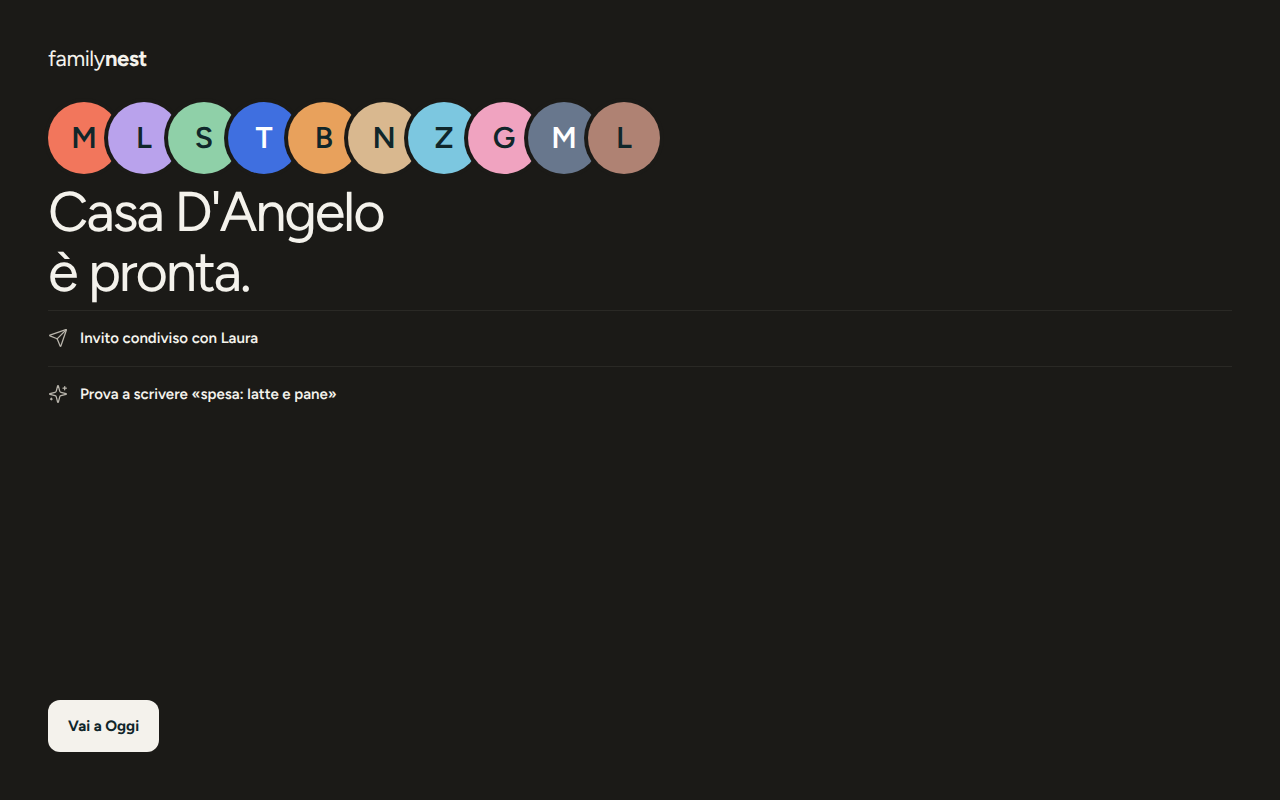 familynest
M L S T B N Z G M L
Casa D'Angelo
è pronta.
Invito condiviso con Laura
Prova a scrivere «spesa: latte e pane»
Vai a Oggi